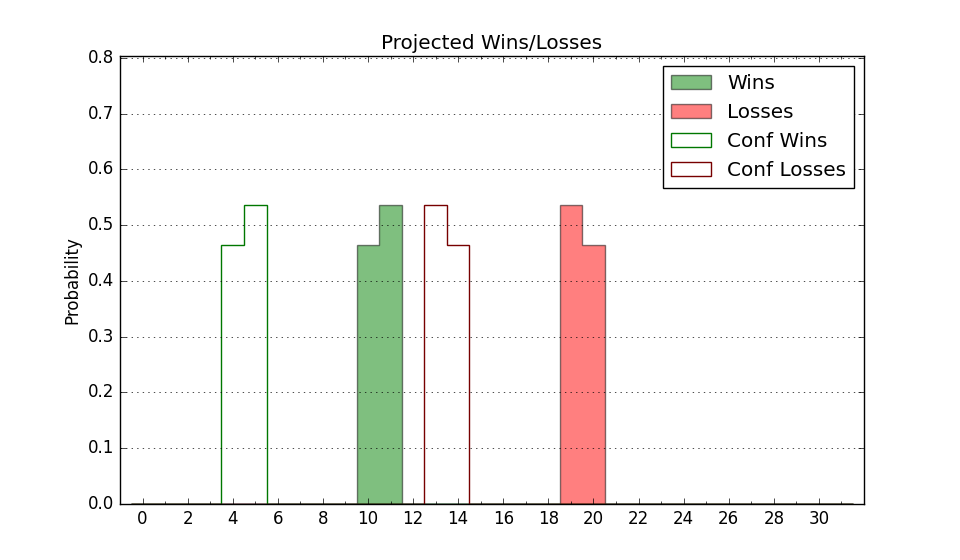 Projected Wins/Losses
Wins
Losses
Conf Wins
Conf Losses
Probability
0.8
0.7
0.6
0.5
0.4
0.3
0.2
0.1
0.0
0 2 4 6 8 10 12 14 16 18 20 22 24 26 28 30